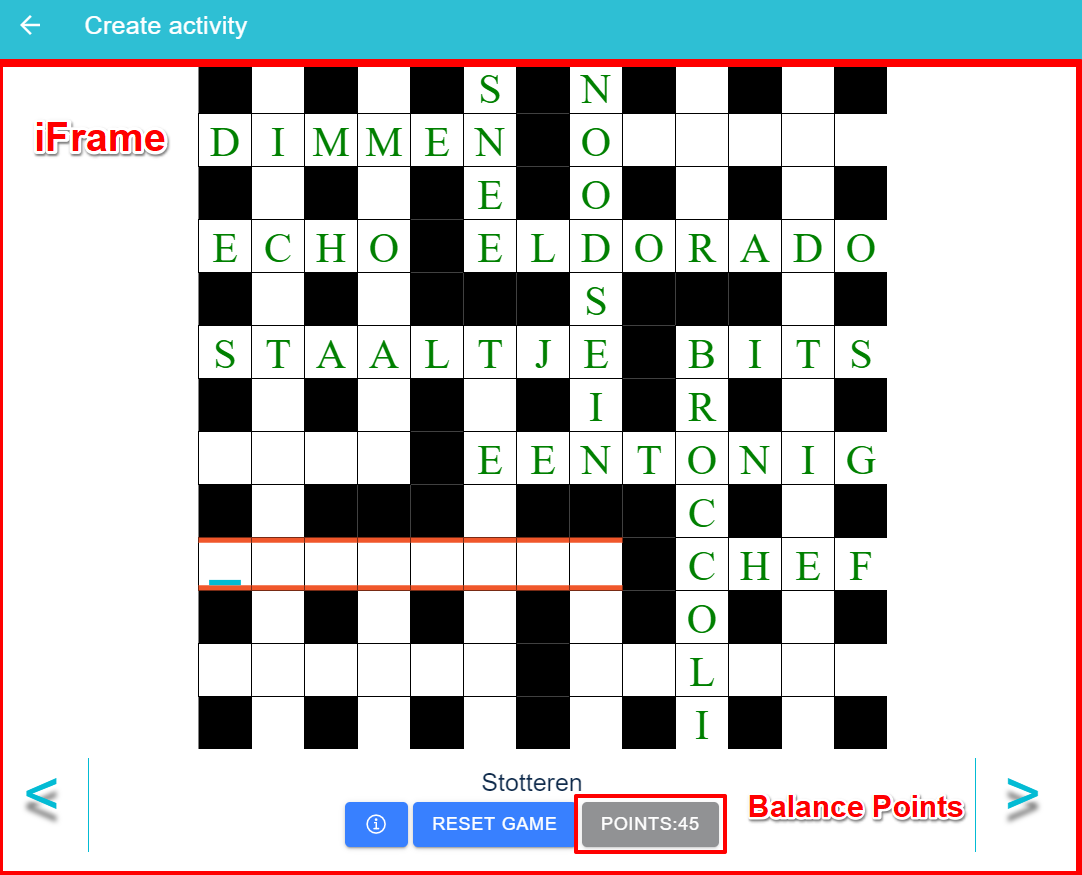 ← Create activity
iFrame
S N
D I M M E N O
E O
E C H O E L D O R A D O
S
S T A A L T J E B I T S
I R
E E N T O N I G
C
C H E F
O
L
I
< >
Stotteren
RESET GAME POINTS:45 Balance Points